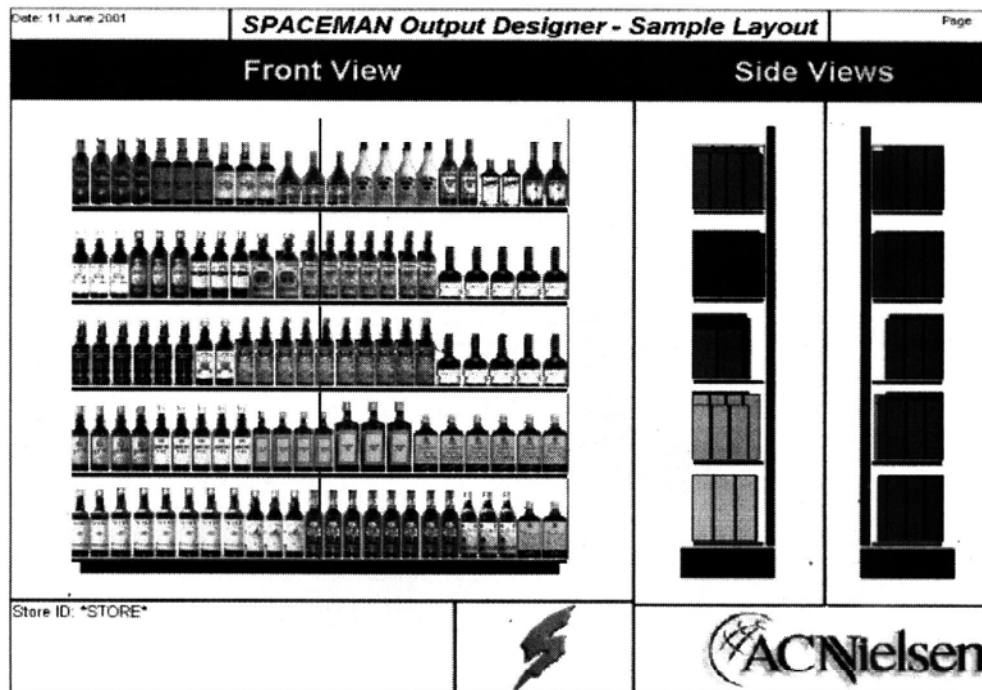 Date: 11 June 2001
SPACEMAN Output Designer - Sample Layout
Page
Front View
Side Views
Store ID: *STORE*
ACNielsen